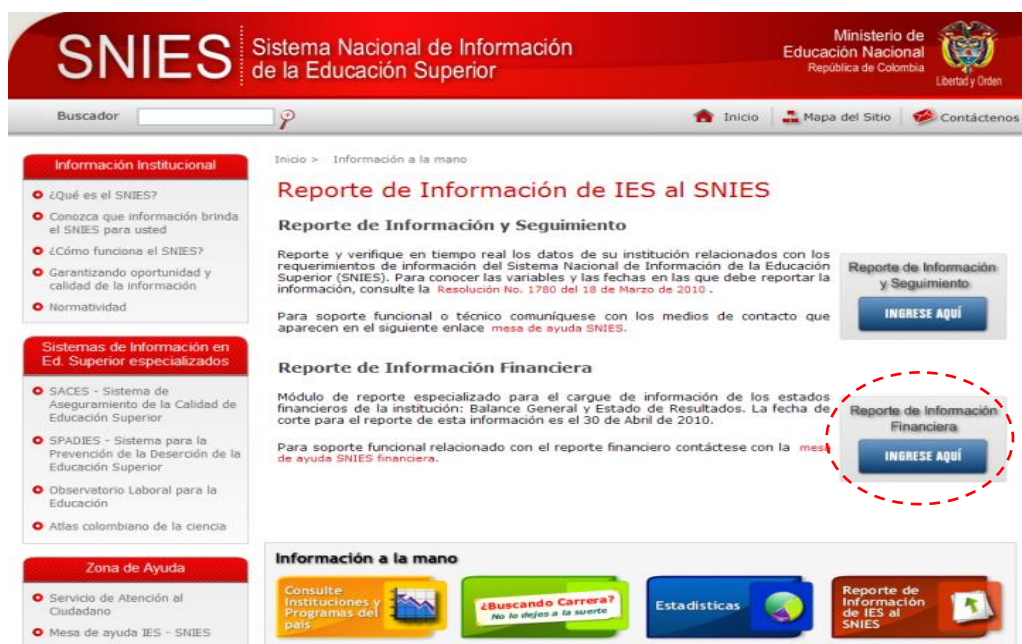 SNIES
Sistema Nacional de Información
de la Educación Superior
Ministerio de
Educación Nacional
República de Colombia
Libertad y Orden
Buscador
Inicio
Mapa del Sitio
Contáctenos
Información Institucional
¿Qué es el SNIES?
Conozca que información brinda
el SNIES para usted
¿Cómo funciona el SNIES?
Garantizando oportunidad y
calidad de la información
Normatividad
Sistemas de Información en
Ed. Superior especializados
SACES - Sistema de
Aseguramiento de la Calidad de
Educación Superior
SPADIES - Sistema para la
Prevención de la Deserción de la
Educación Superior
Observatorio Laboral para la
Educación
Atlas colombiano de la ciencia
Zona de Ayuda
Servicio de Atención al
Ciudadano
Mesa de ayuda IES - SNIES
Inicio > Información a la mano
Reporte de Información de IES al SNIES
Reporte de Información y Seguimiento
Reporte y verifique en tiempo real los datos de su institución relacionados con los
requerimientos de información del Sistema Nacional de Información de la Educación
Superior (SNIES). Para conocer las variables y las fechas en las que debe reportar la
información, consulte la Resolución No. 1780 del 18 de Marzo de 2010 .
Para soporte funcional o técnico comuníquese con los medios de contacto que
aparecen en el siguiente enlace mesa de ayuda SNIES.
Reporte de Información
y Seguimiento
INGRESE AQUÍ
Reporte de Información Financiera
Módulo de reporte especializado para el cargue de información de los estados
financieros de la institución: Balance General y Estado de Resultados. La fecha de
corte para el reporte de esta información es el 30 de Abril de 2010.
Para soporte funcional relacionado con el reporte financiero contáctese con la mesa
de ayuda SNIES financiera.
Reporte de Información
Financiera
INGRESE AQUÍ
Información a la mano
Consulte
Instituciones y
Programas del
país
¿Buscando Carrera?
No lo dejes a la suerte
Estadísticas
Reporte de
Información
de IES al
SNIES